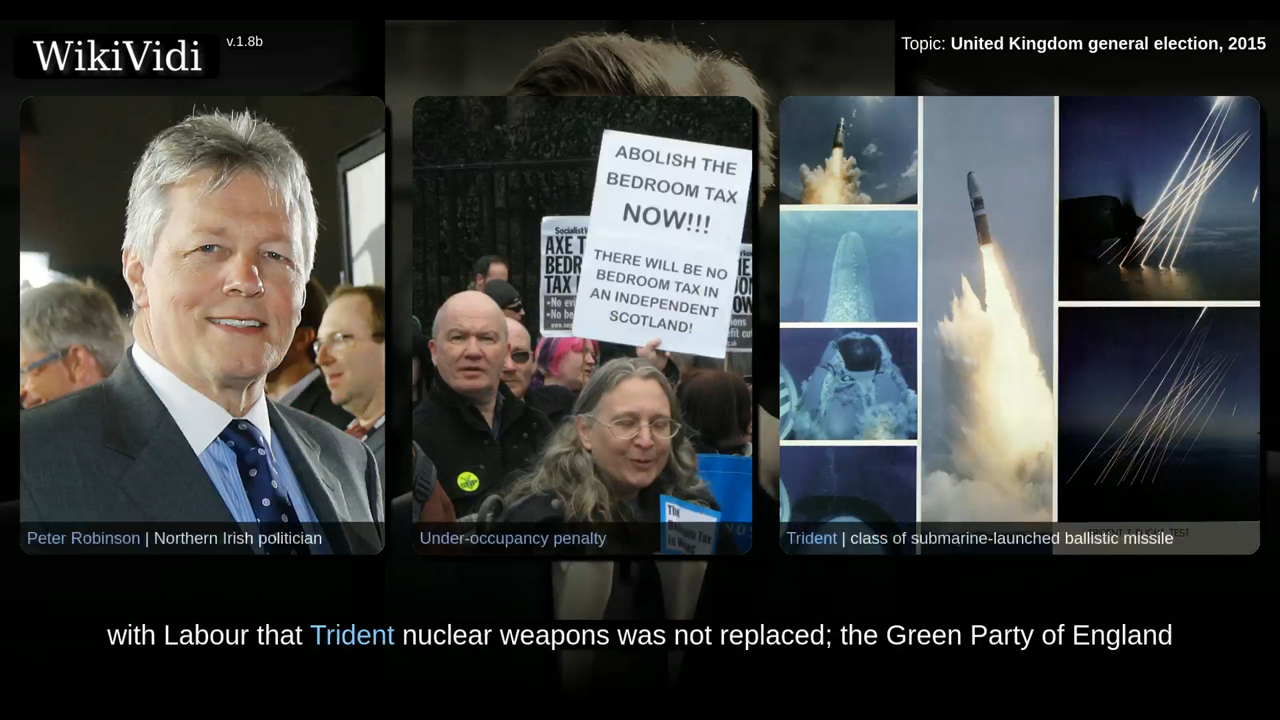 WikiVidi
v.1.8b
Topic: United Kingdom general election, 2015
ABOLISH THE
BEDROOM TAX
NOW!!!
THERE WILL BE NO
BEDROOM TAX IN
AN INDEPENDENT
SCOTLAND!
AXE
TAX
Peter Robinson | Northern Irish politician
Under-occupancy penalty
Trident | class of submarine-launched ballistic missile
with Labour that Trident nuclear weapons was not replaced; the Green Party of England